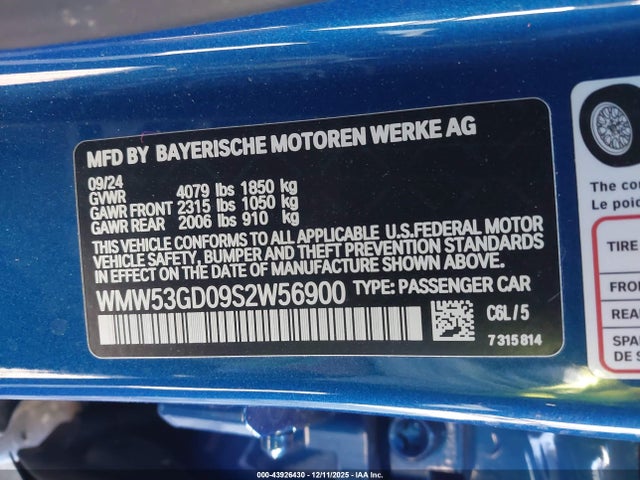 MFD BY BAYERISCHE MOTOREN WERKE AG
09/24
GVWR 4079 lbs 1850 kg
GAWR FRONT 2315 lbs 1050 kg
GAWR REAR 2006 lbs 910 kg
THIS VEHICLE CONFORMS TO ALL APPLICABLE U.S.FEDERAL MOTOR
VEHICLE SAFETY, BUMPER AND THEFT PREVENTION STANDARDS
IN EFFECT ON THE DATE OF MANUFACTURE SHOWN ABOVE.
WMW53GD09S2W56900 TYPE: PASSENGER CAR
C6L/5
7315814
The co
Le poid
TIRE
FRO
REA
SPA
DE S
000-43926430 - 12/11/2025 - IAA Inc.